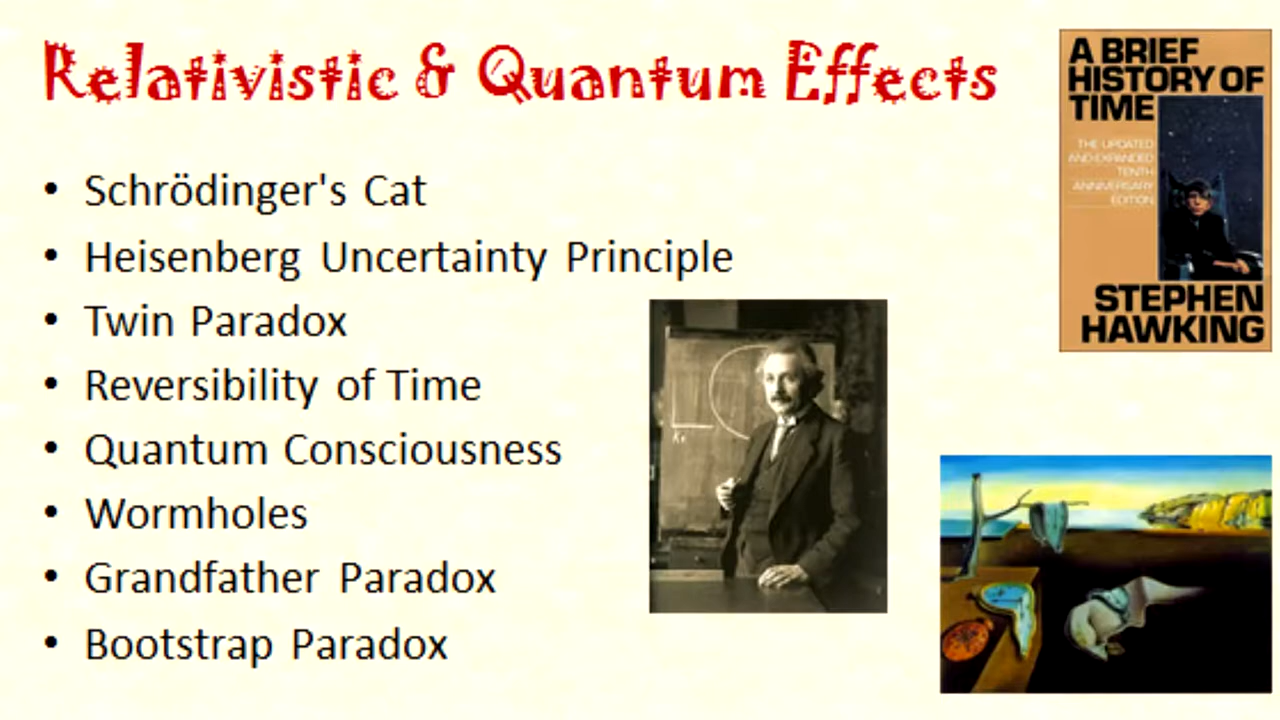 Relativistic & Quantum Effects
• Schrödinger's Cat
• Heisenberg Uncertainty Principle
• Twin Paradox
• Reversibility of Time
• Quantum Consciousness
• Wormholes
• Grandfather Paradox
• Bootstrap Paradox
A BRIEF
HISTORY OF
TIME
THE UPDATED
AND EXPANDED
TENTH
ANNIVERSARY
EDITION
STEPHEN
HAWKING